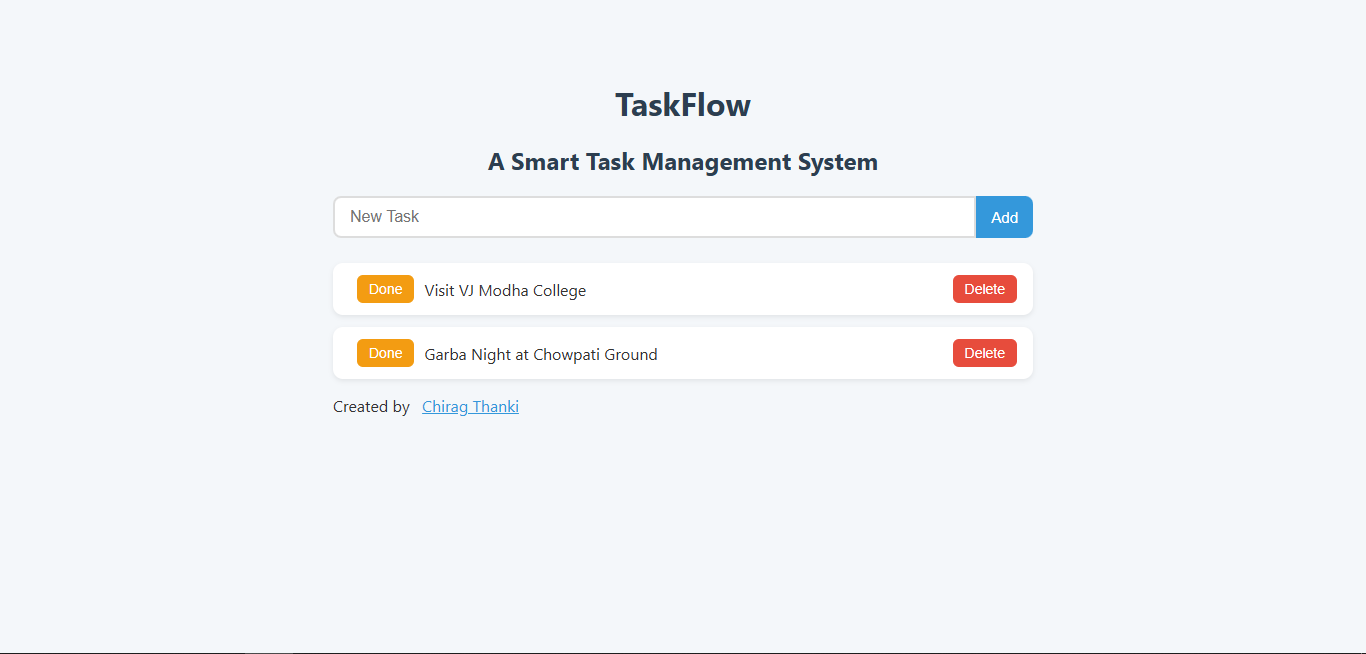 TaskFlow
A Smart Task Management System
New Task Add
Done Visit VJ Modha College Delete
Done Garba Night at Chowpati Ground Delete
Created by Chirag Thanki